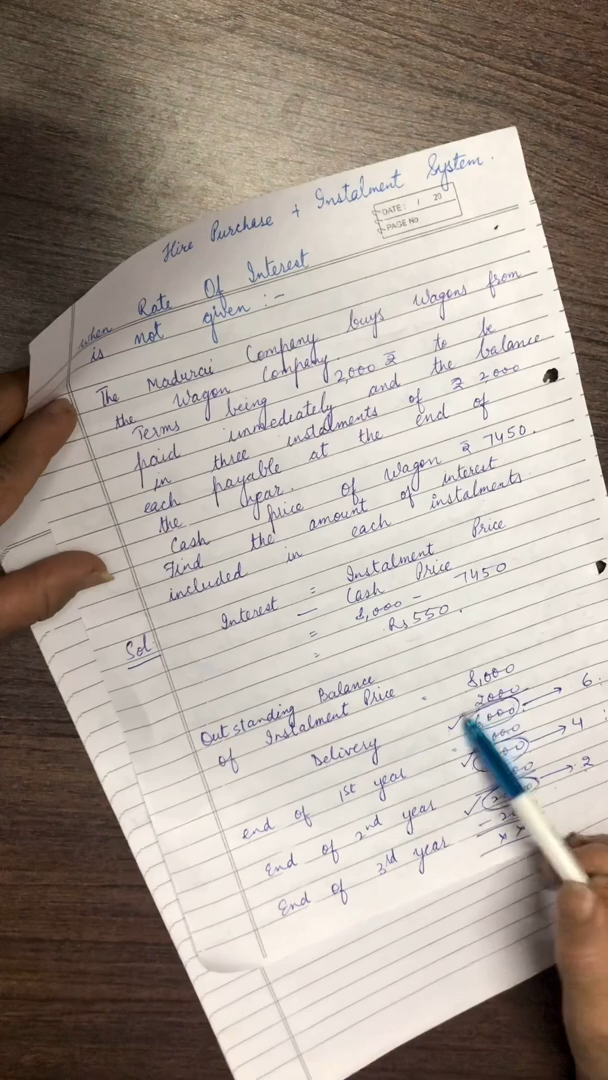 Hire Purchase + Instalment System.
DATE: / 20
PAGE No
when Rate Of Interest
is not given :-
The Madurai Company buys Wagons from
the Wagon Company.
Terms being 2,000 ₹ to be
paid immediately and the balance
in three instalments of ₹ 2,000
each payable at the end of
the year.
Cash price of wagon ₹ 7450.
Find the amount of interest
included in each instalments
Sol Interest = Instalment Price
- Cash Price
= 8,000 - 7450
= Rs 550.
Outstanding Balance
of Instalment Price - 8,000
Delivery 2000
→ 6
end of 1st year
→ 4
end of 2nd year
→ 2
End of 3rd year
x x